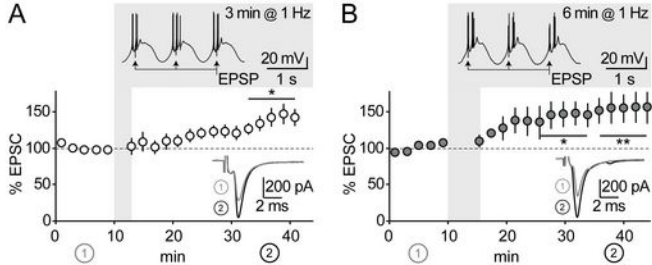 A
3 min @ 1 Hz
20 mV
1 s
EPSP
% EPSC
150
100
50
0
*
1
2
200 pA
2 ms
0 10 20 30 40
1 min 2
B
6 min @ 1 Hz
20 mV
1 s
EPSP
% EPSC
150
100
50
0
* **
1
2
200 pA
2 ms
0 10 20 30 40
1 min 2